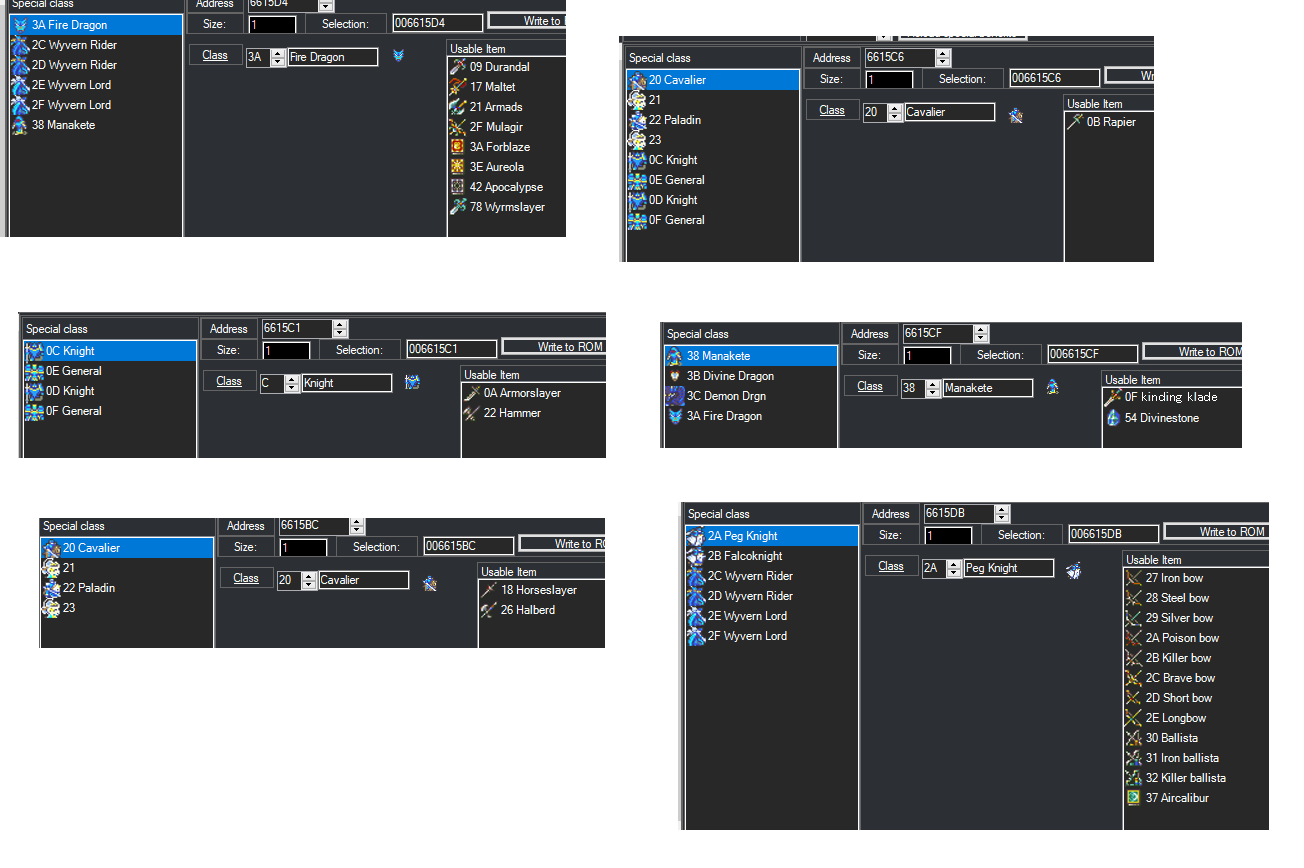 Special class
Address
6615D4
Size:
1
Selection:
006615D4
Write to
3A Fire Dragon
2C Wyvern Rider
2D Wyvern Rider
2E Wyvern Lord
2F Wyvern Lord
38 Manakete
Class
3A
Fire Dragon
Usable Item
09 Durandal
17 Maltet
21 Armads
2F Mulagir
3A Forblaze
3E Aureola
42 Apocalypse
78 Wyrmslayer
Special class
Address
6615C6
Size:
1
Selection:
006615C6
Wr
20 Cavalier
21
22 Paladin
23
0C Knight
0E General
0D Knight
0F General
Class
20
Cavalier
Usable Item
0B Rapier
Special class
Address
6615C1
Size:
1
Selection:
006615C1
Write to ROM
0C Knight
0E General
0D Knight
0F General
Class
C
Knight
Usable Item
0A Armorslayer
22 Hammer
Special class
Address
6615CF
Size:
1
Selection:
006615CF
Write to ROM
38 Manakete
3B Divine Dragon
3C Demon Drgn
3A Fire Dragon
Class
38
Manakete
Usable Item
0F kinding klade
54 Divinestone
Special class
Address
6615BC
Size:
1
Selection:
006615BC
Write to RO
20 Cavalier
21
22 Paladin
23
Class
20
Cavalier
Usable Item
18 Horseslayer
26 Halberd
Special class
Address
6615DB
Size:
1
Selection:
006615DB
Write to ROM
2A Peg Knight
2B Falcoknight
2C Wyvern Rider
2D Wyvern Rider
2E Wyvern Lord
2F Wyvern Lord
Class
2A
Peg Knight
Usable Item
27 Iron bow
28 Steel bow
29 Silver bow
2A Poison bow
2B Killer bow
2C Brave bow
2D Short bow
2E Longbow
30 Ballista
31 Iron ballista
32 Killer ballista
37 Aircalibur